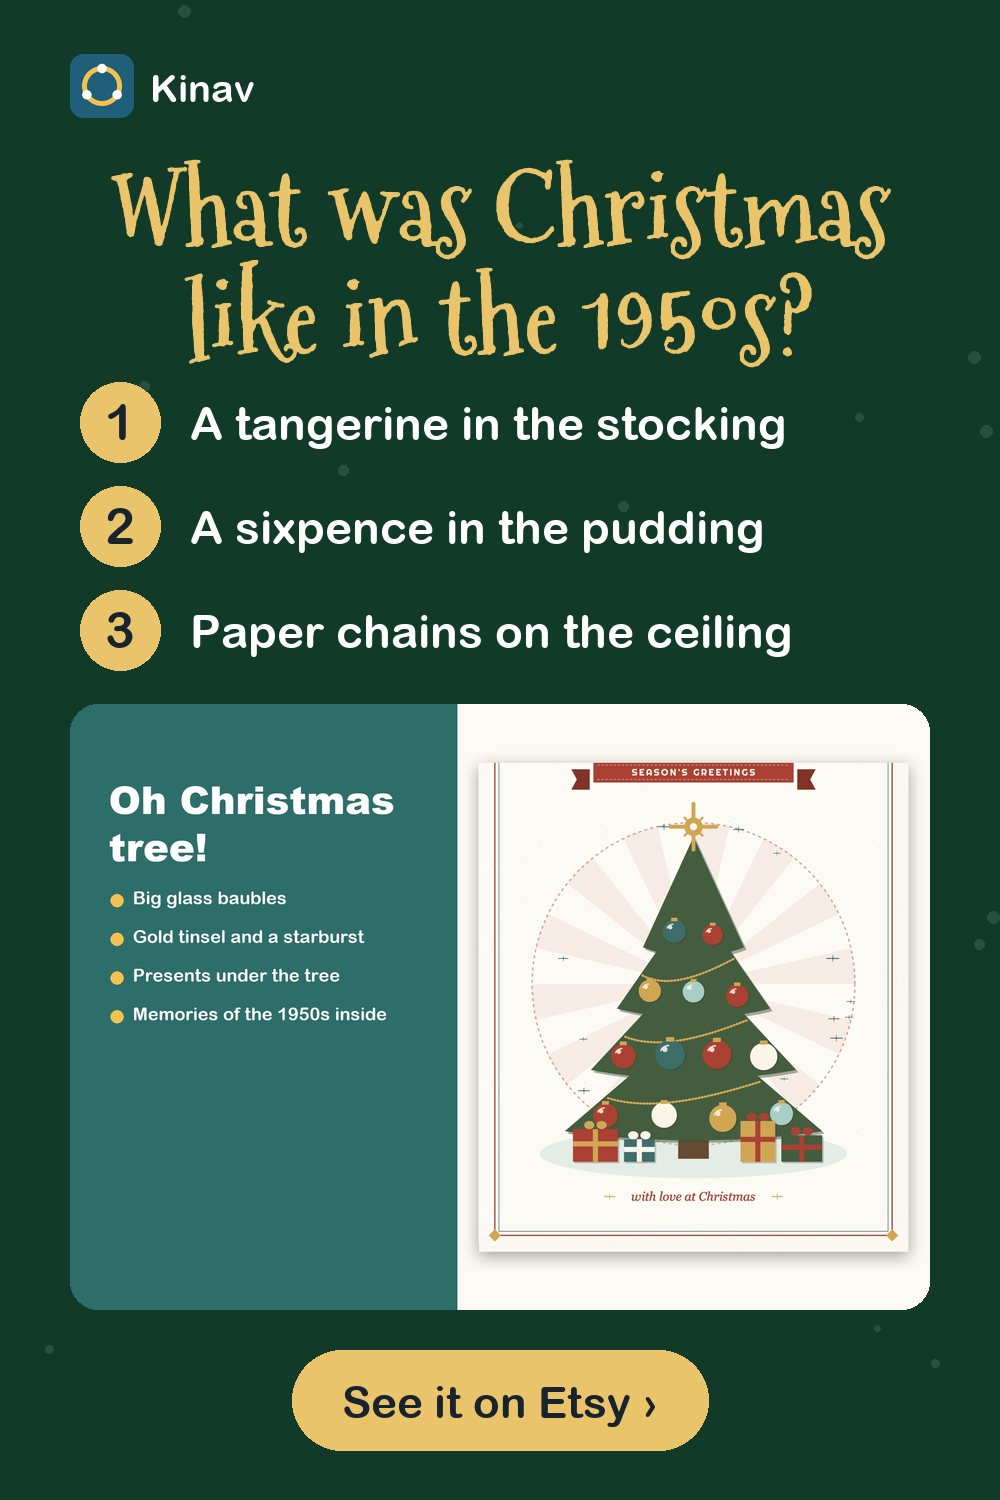 Kinav
What was Christmas
like in the 1950s?
1 A tangerine in the stocking
2 A sixpence in the pudding
3 Paper chains on the ceiling
Oh Christmas
tree!
Big glass baubles
Gold tinsel and a starburst
Presents under the tree
Memories of the 1950s inside
SEASON'S GREETINGS
with love at Christmas
See it on Etsy ›